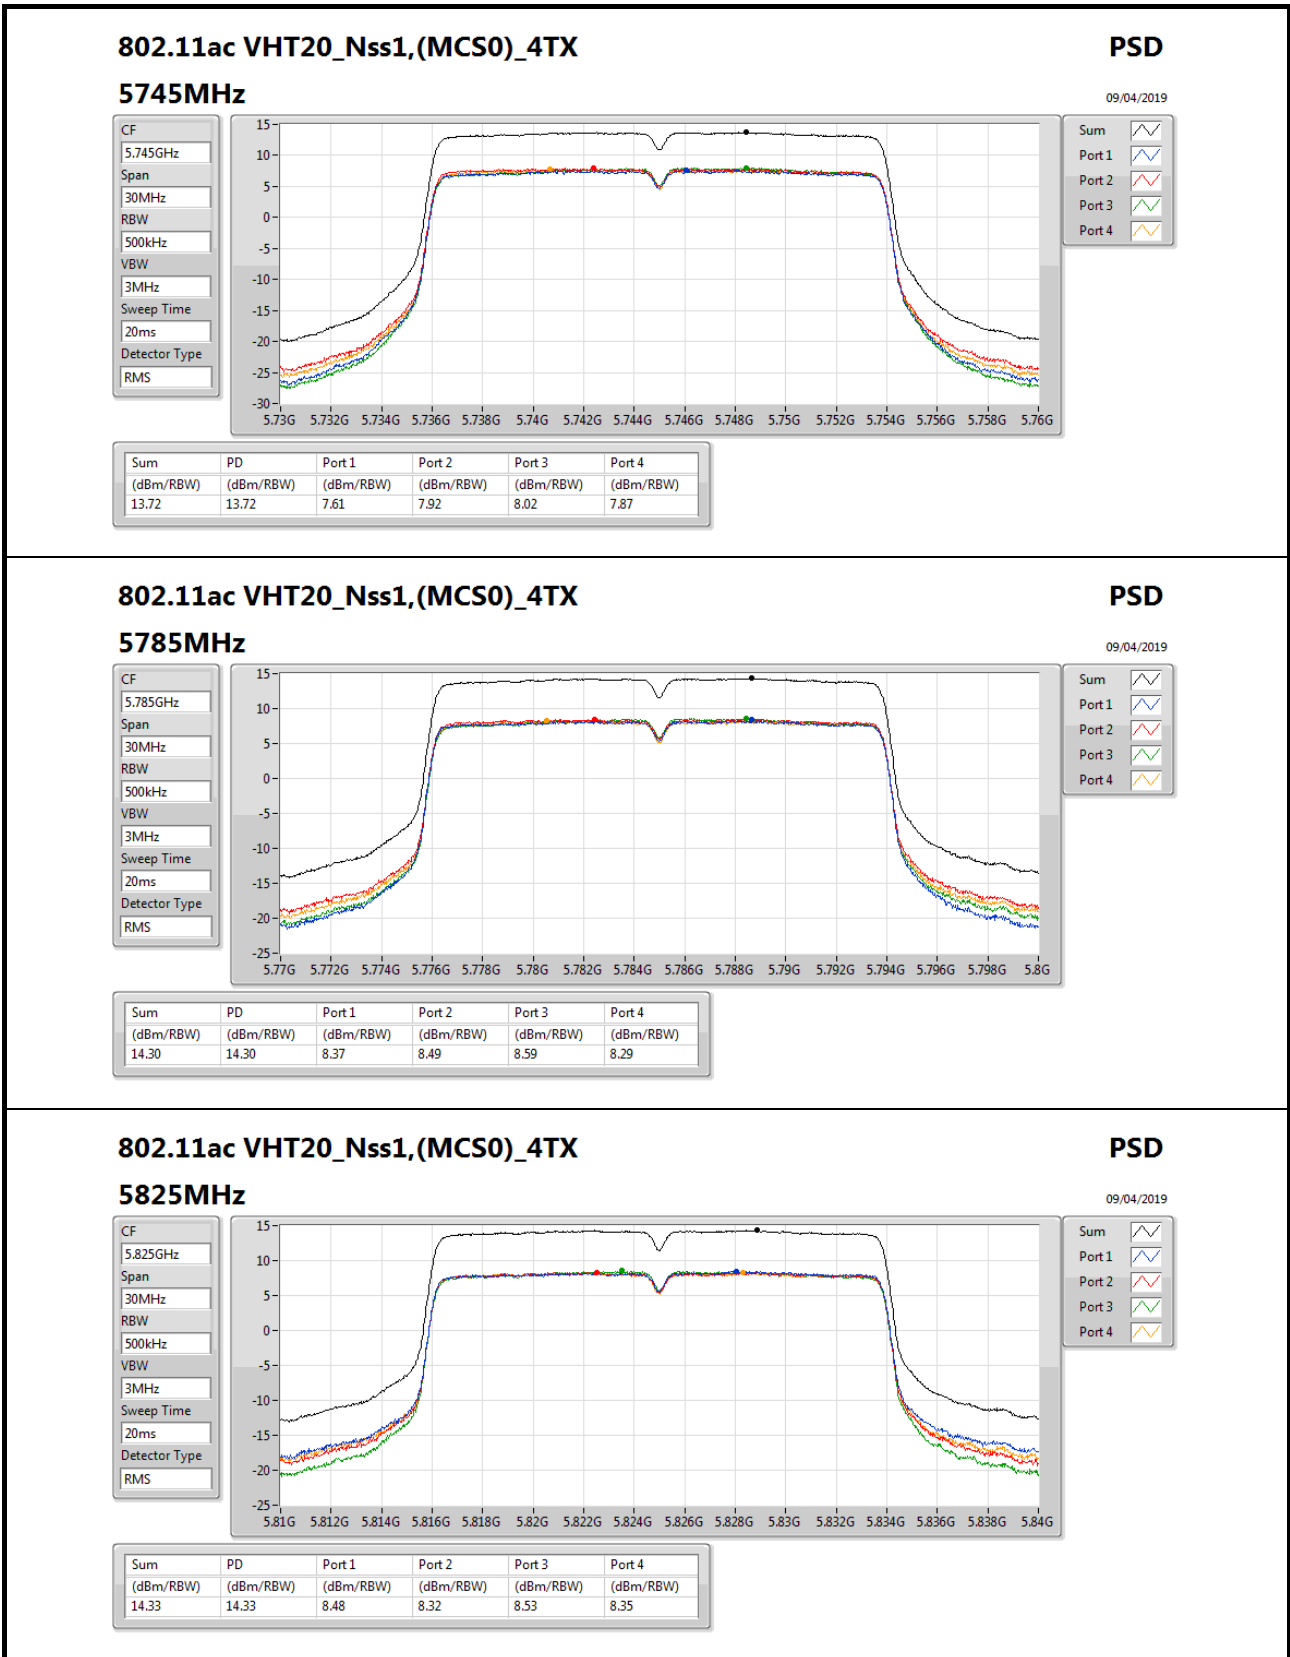 802.11ac VHT20_Nss1,(MCS0)_4TX PSD
5745MHz 09/04/2019
CF
5.745GHz
Span
30MHz
RBW
500kHz
VBW
3MHz
Sweep Time
20ms
Detector Type
RMS
15
10
5
0
-5
-10
-15
-20
-25
-30
5.73G 5.732G 5.734G 5.736G 5.738G 5.74G 5.742G 5.744G 5.746G 5.748G 5.75G 5.752G 5.754G 5.756G 5.758G 5.76G
Sum
Port 1
Port 2
Port 3
Port 4
Sum PD Port 1 Port 2 Port 3 Port 4
(dBm/RBW) (dBm/RBW) (dBm/RBW) (dBm/RBW) (dBm/RBW) (dBm/RBW)
13.72 13.72 7.61 7.92 8.02 7.87
802.11ac VHT20_Nss1,(MCS0)_4TX PSD
5785MHz 09/04/2019
CF
5.785GHz
Span
30MHz
RBW
500kHz
VBW
3MHz
Sweep Time
20ms
Detector Type
RMS
15
10
5
0
-5
-10
-15
-20
-25
5.77G 5.772G 5.774G 5.776G 5.778G 5.78G 5.782G 5.784G 5.786G 5.788G 5.79G 5.792G 5.794G 5.796G 5.798G 5.8G
Sum
Port 1
Port 2
Port 3
Port 4
Sum PD Port 1 Port 2 Port 3 Port 4
(dBm/RBW) (dBm/RBW) (dBm/RBW) (dBm/RBW) (dBm/RBW) (dBm/RBW)
14.30 14.30 8.37 8.49 8.59 8.29
802.11ac VHT20_Nss1,(MCS0)_4TX PSD
5825MHz 09/04/2019
CF
5.825GHz
Span
30MHz
RBW
500kHz
VBW
3MHz
Sweep Time
20ms
Detector Type
RMS
15
10
5
0
-5
-10
-15
-20
-25
5.81G 5.812G 5.814G 5.816G 5.818G 5.82G 5.822G 5.824G 5.826G 5.828G 5.83G 5.832G 5.834G 5.836G 5.838G 5.84G
Sum
Port 1
Port 2
Port 3
Port 4
Sum PD Port 1 Port 2 Port 3 Port 4
(dBm/RBW) (dBm/RBW) (dBm/RBW) (dBm/RBW) (dBm/RBW) (dBm/RBW)
14.33 14.33 8.48 8.32 8.53 8.35